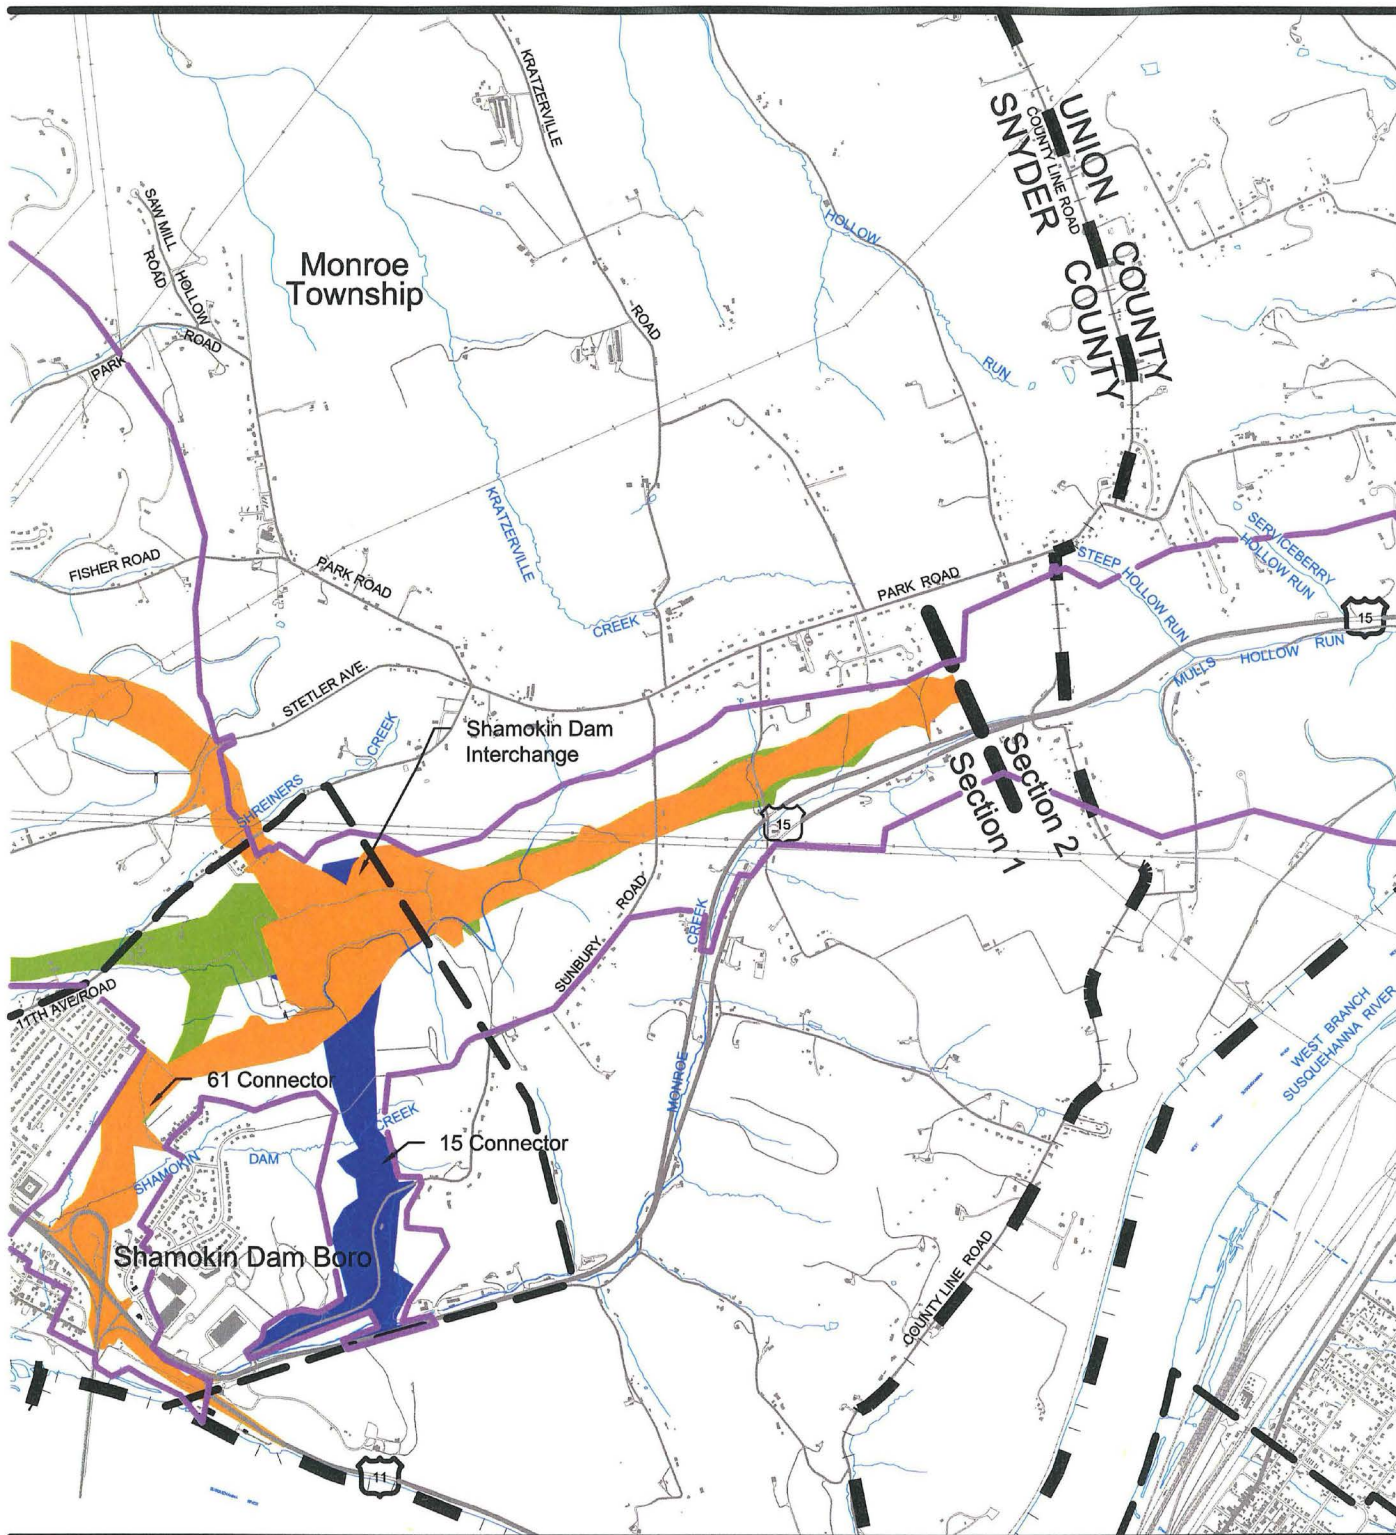 KRATZERVILLE
ROAD
UNION COUNTY
COUNTY LINE ROAD
SNYDER COUNTY
SAW MILL
HOLLOW
ROAD
Monroe
Township
HOLLOW
RUN
PARK
ROAD
KRATZERVILLE
CREEK
FISHER ROAD
PARK ROAD
PARK ROAD
STEEP HOLLOW RUN
SERVICEBERRY
HOLLOW RUN
15
MULLS HOLLOW RUN
STETLER AVE.
CREEK
SHREINERS
Shamokin Dam
Interchange
Section 2
Section 1
15
ROAD
SUNBURY
CREEK
MONROE
11TH AVE/ROAD
WEST BRANCH
SUSQUEHANNA RIVER
61 Connector
CREEK
15 Connector
SHAMOKIN
DAM
Shamokin Dam Boro
COUNTY LINE ROAD
11